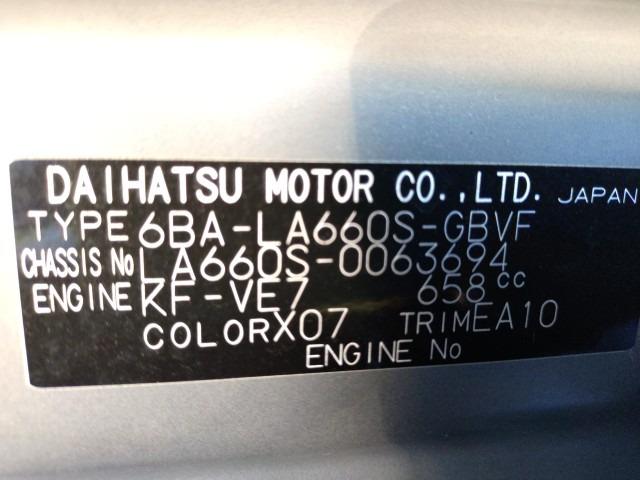 DAIHATSU MOTOR CO.,LTD. JAPAN
TYPE 6BA-LA660S-GBVF
CHASSIS No LA660S-0063694
ENGINE KF-VE7 658cc
COLOR X07 TRIM EA10
ENGINE No